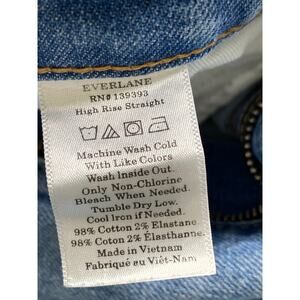 EVERLANE
RN# 139393
High Rise Straight
Machine Wash Cold
With Like Colors
Wash Inside Out.
Only Non-Chlorine
Bleach When Needed.
Tumble Dry Low.
Cool Iron if Needed.
98% Cotton 2% Elastane
98% Coton 2% Élasthanne.
Made in Vietnam
Fabriqué au Viêt-Nam